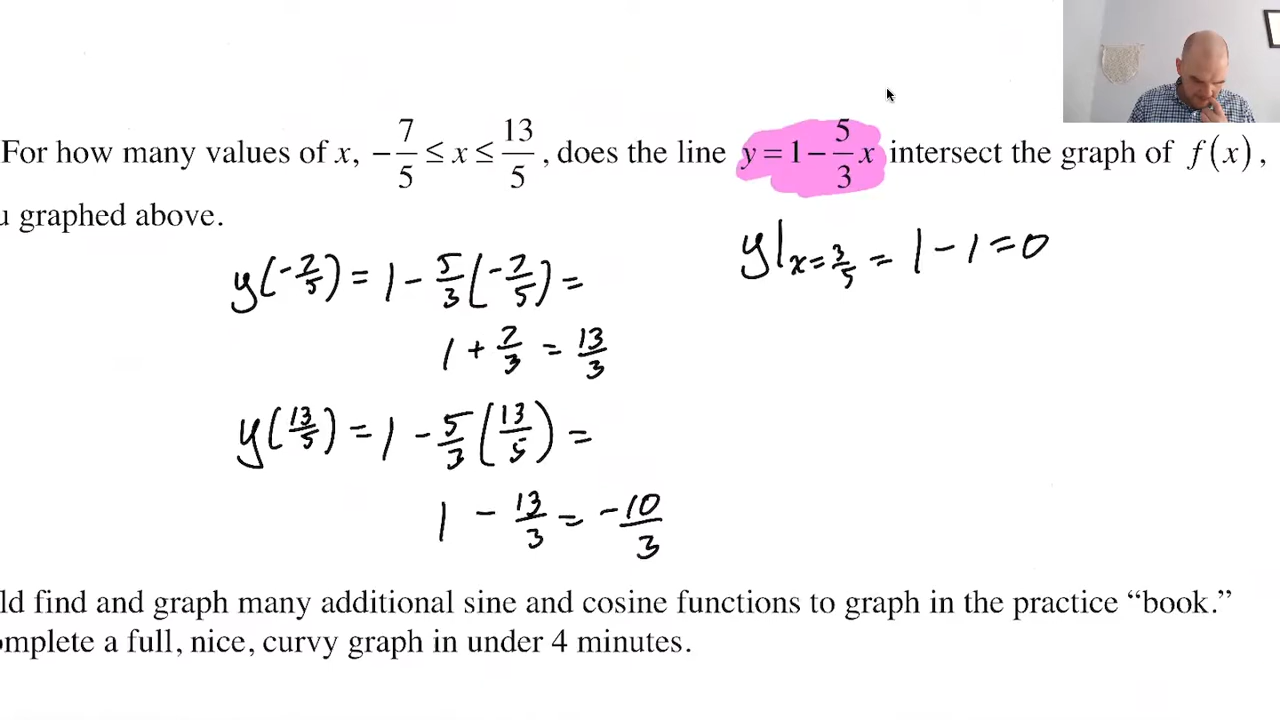 For how many values of x, -7/5 ≤ x ≤ 13/5, does the line y = 1 - 5/3 x intersect the graph of f(x),
u graphed above.
y(-7/5) = 1 - 5/3(-7/5) =
1 + 7/3 = 13/3
y(13/5) = 1 - 5/3(13/5) =
1 - 13/3 = -10/3
y|x=3/5 = 1 - 1 = 0
ld find and graph many additional sine and cosine functions to graph in the practice “book.”
omplete a full, nice, curvy graph in under 4 minutes.